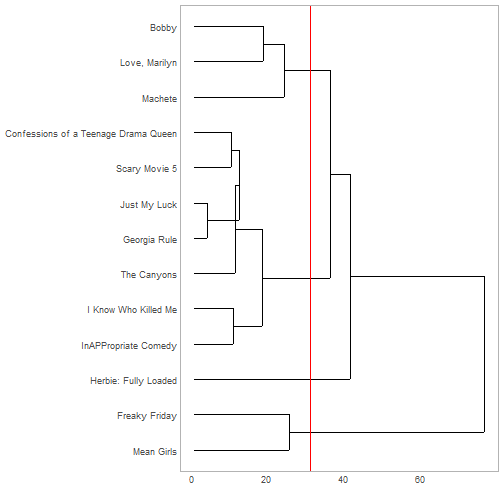 Bobby
Love, Marilyn
Machete
Confessions of a Teenage Drama Queen
Scary Movie 5
Just My Luck
Georgia Rule
The Canyons
I Know Who Killed Me
InAPPropriate Comedy
Herbie: Fully Loaded
Freaky Friday
Mean Girls
0 20 40 60